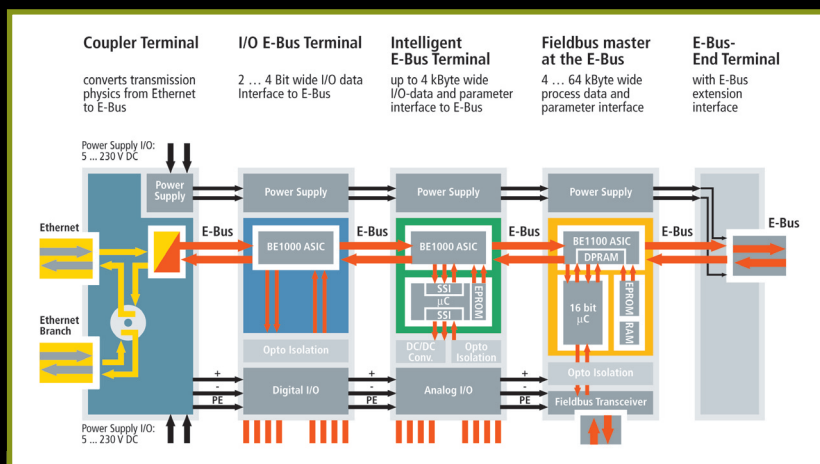 Coupler Terminal
converts transmission
physics from Ethernet
to E-Bus
I/O E-Bus Terminal
2 … 4 Bit wide I/O data
Interface to E-Bus
Intelligent
E-Bus Terminal
up to 4 kByte wide
I/O-data and parameter
interface to E-Bus
Fieldbus master
at the E-Bus
4 … 64 kByte wide
process data and
parameter interface
E-Bus-
End Terminal
with E-Bus
extension
interface
Power Supply I/O:
5 ... 230 V DC
Power
Supply
Power Supply
Power Supply
Power Supply
Ethernet
E-Bus
BE1000 ASIC
E-Bus
BE1000 ASIC
E-Bus
BE1100 ASIC
DPRAM
E-Bus
E-Bus
SSI
µC
SSI
EPROM
16 bit
µC
EPROM
RAM
Ethernet
Branch
Opto Isolation
DC/DC
Conv.
Opto
Isolation
Opto Isolation
+
-
PE
Digital I/O
+
-
PE
Analog I/O
+
-
PE
Fieldbus Transceiver
Power Supply I/O:
5 ... 230 V DC